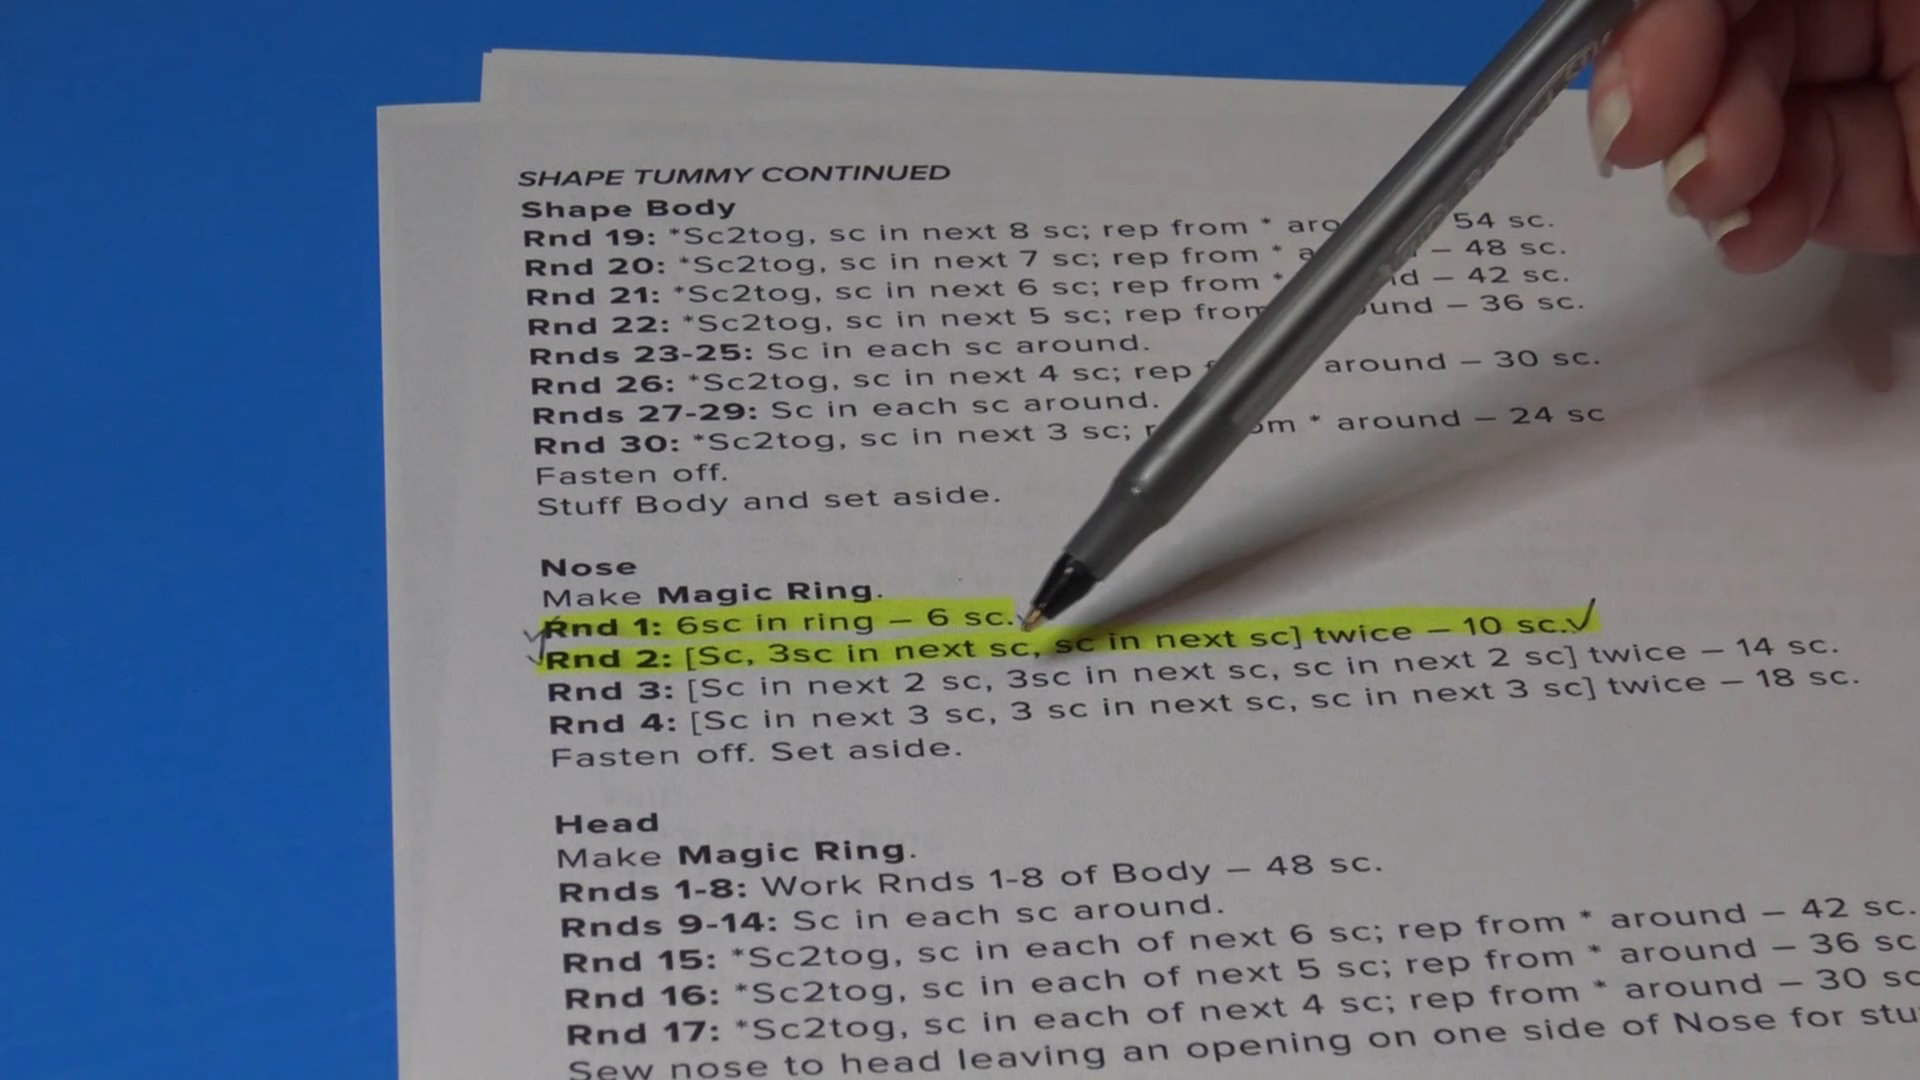 SHAPE TUMMY CONTINUED
Shape Body
Rnd 19: *Sc2tog, sc in next 8 sc; rep from * 54 sc.
Rnd 20: *Sc2tog, sc in next 7 sc; rep from * – 48 sc.
Rnd 21: *Sc2tog, sc in next 6 sc; rep from * – 42 sc.
Rnd 22: *Sc2tog, sc in next 5 sc; rep from – 36 sc.
Rnds 23-25: Sc in each sc around.
Rnd 26: *Sc2tog, sc in next 4 sc; rep around – 30 sc.
Rnds 27-29: Sc in each sc around.
Rnd 30: *Sc2tog, sc in next 3 sc; * around – 24 sc
Fasten off.
Stuff Body and set aside.
Nose
Make Magic Ring.
Rnd 1: 6sc in ring – 6 sc.
Rnd 2: [Sc, 3sc in next sc, sc in next sc] twice – 10 sc.
Rnd 3: [Sc in next 2 sc, 3sc in next sc, sc in next 2 sc] twice – 14 sc.
Rnd 4: [Sc in next 3 sc, 3 sc in next sc, sc in next 3 sc] twice – 18 sc.
Fasten off. Set aside.
Head
Make Magic Ring.
Rnds 1-8: Work Rnds 1-8 of Body – 48 sc.
Rnds 9-14: Sc in each sc around.
Rnd 15: *Sc2tog, sc in each of next 6 sc; rep from * around – 42 sc.
Rnd 16: *Sc2tog, sc in each of next 5 sc; rep from * around – 36 sc
Rnd 17: *Sc2tog, sc in each of next 4 sc; rep from * around – 30 sc
Sew nose to head leaving an opening on one side of Nose for